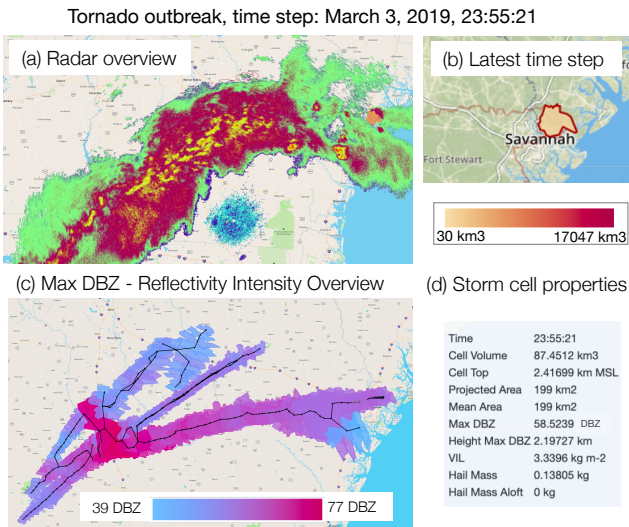 Tornado outbreak, time step: March 3, 2019, 23:55:21
(a) Radar overview
(b) Latest time step
Savannah
Fort Stewart
30 km3
17047 km3
(c) Max DBZ - Reflectivity Intensity Overview
39 DBZ
77 DBZ
(d) Storm cell properties
Time 23:55:21
Cell Volume 87.4512 km3
Cell Top 2.41699 km MSL
Projected Area 199 km2
Mean Area 199 km2
Max DBZ 58.5239 DBZ
Height Max DBZ 2.19727 km
VIL 3.3396 kg m-2
Hail Mass 0.13805 kg
Hail Mass Aloft 0 kg